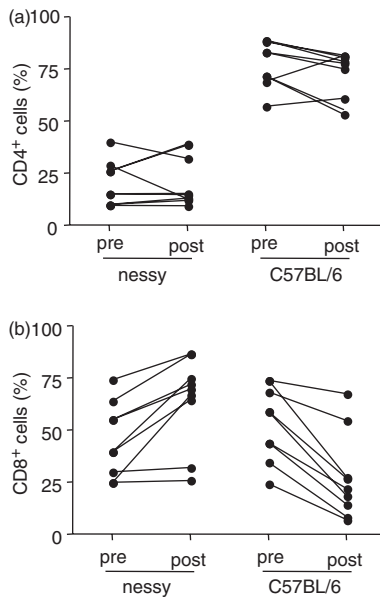 (a)
100
75
50
25
0
CD4⁺ cells (%)
pre post pre post
nessy C57BL/6
(b)
100
75
50
25
0
CD8⁺ cells (%)
pre post pre post
nessy C57BL/6